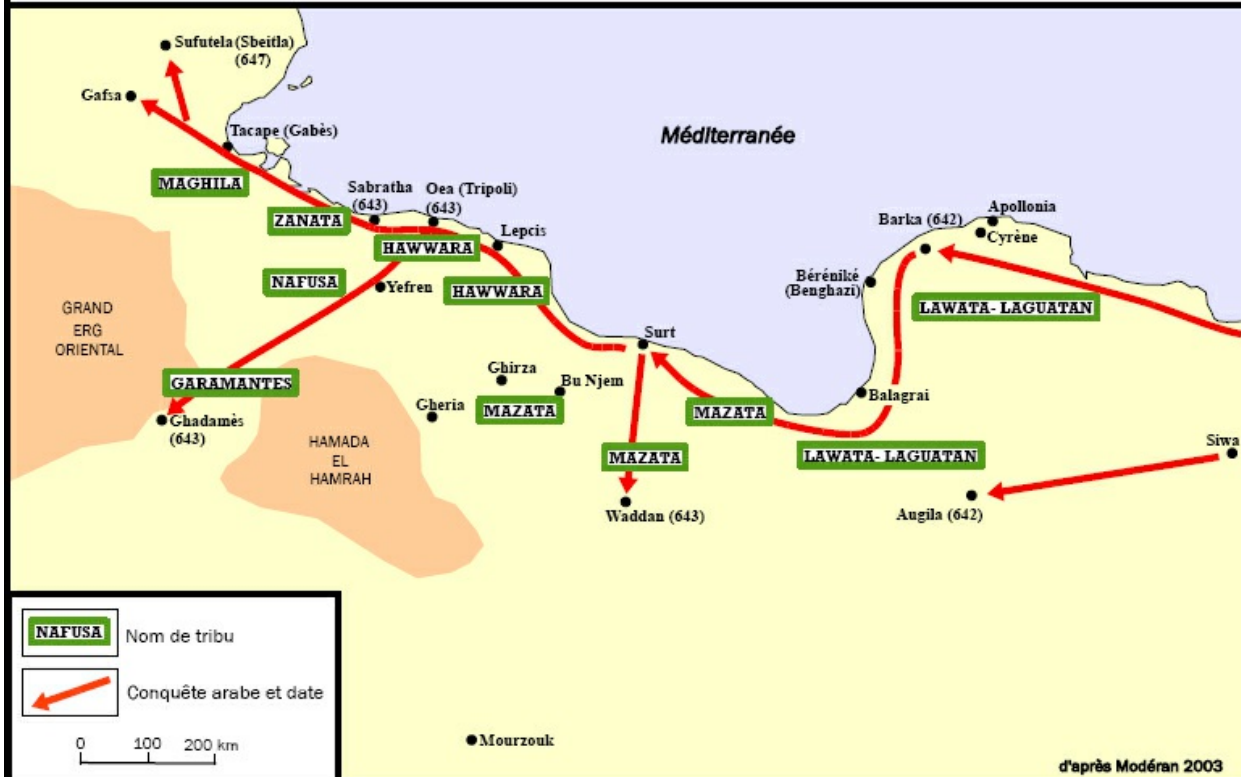 Sufutela (Sbeitla)
(647)
Gafsa
Tacape (Gabès)
Méditerranée
MAGHILA
Sabratha
(643)
Oea (Tripoli)
(643)
ZANATA
HAWWARA
Lepcis
Barka (642)
Apollonia
Cyrène
NAFUSA
Yefren
HAWWARA
Béréniké
(Benghazi)
LAWATA- LAGUATAN
GRAND
ERG
ORIENTAL
Surt
GARAMANTES
Ghirza
Bu Njem
Balagrai
Ghadamès
(643)
Gheria
MAZATA
MAZATA
HAMADA
EL
HAMRAH
MAZATA
LAWATA- LAGUATAN
Siwa
Waddan (643)
Augila (642)
NAFUSA
Nom de tribu
Conquête arabe et date
0 100 200 km
Mourzouk
d'après Modéran 2003